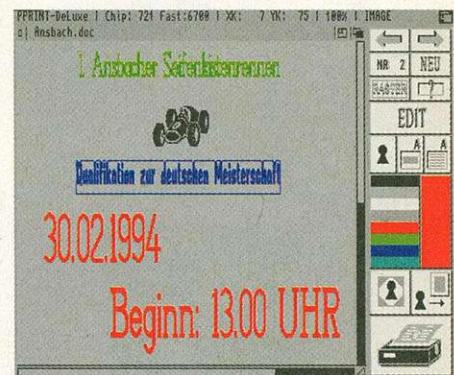 PPRINT-DeLuxe | Chip: 721 Fast:6780 | XK: 7 YK: 75 | 100% | IMAGE
o| Ansbach.doc
NR 2 NEU
RASTER ?
EDIT
A A
1. Ansbacher Seifenkistenrennen
Qualifikation zur deutschen Meisterschaft
30.02.1994
Beginn: 13.00 UHR